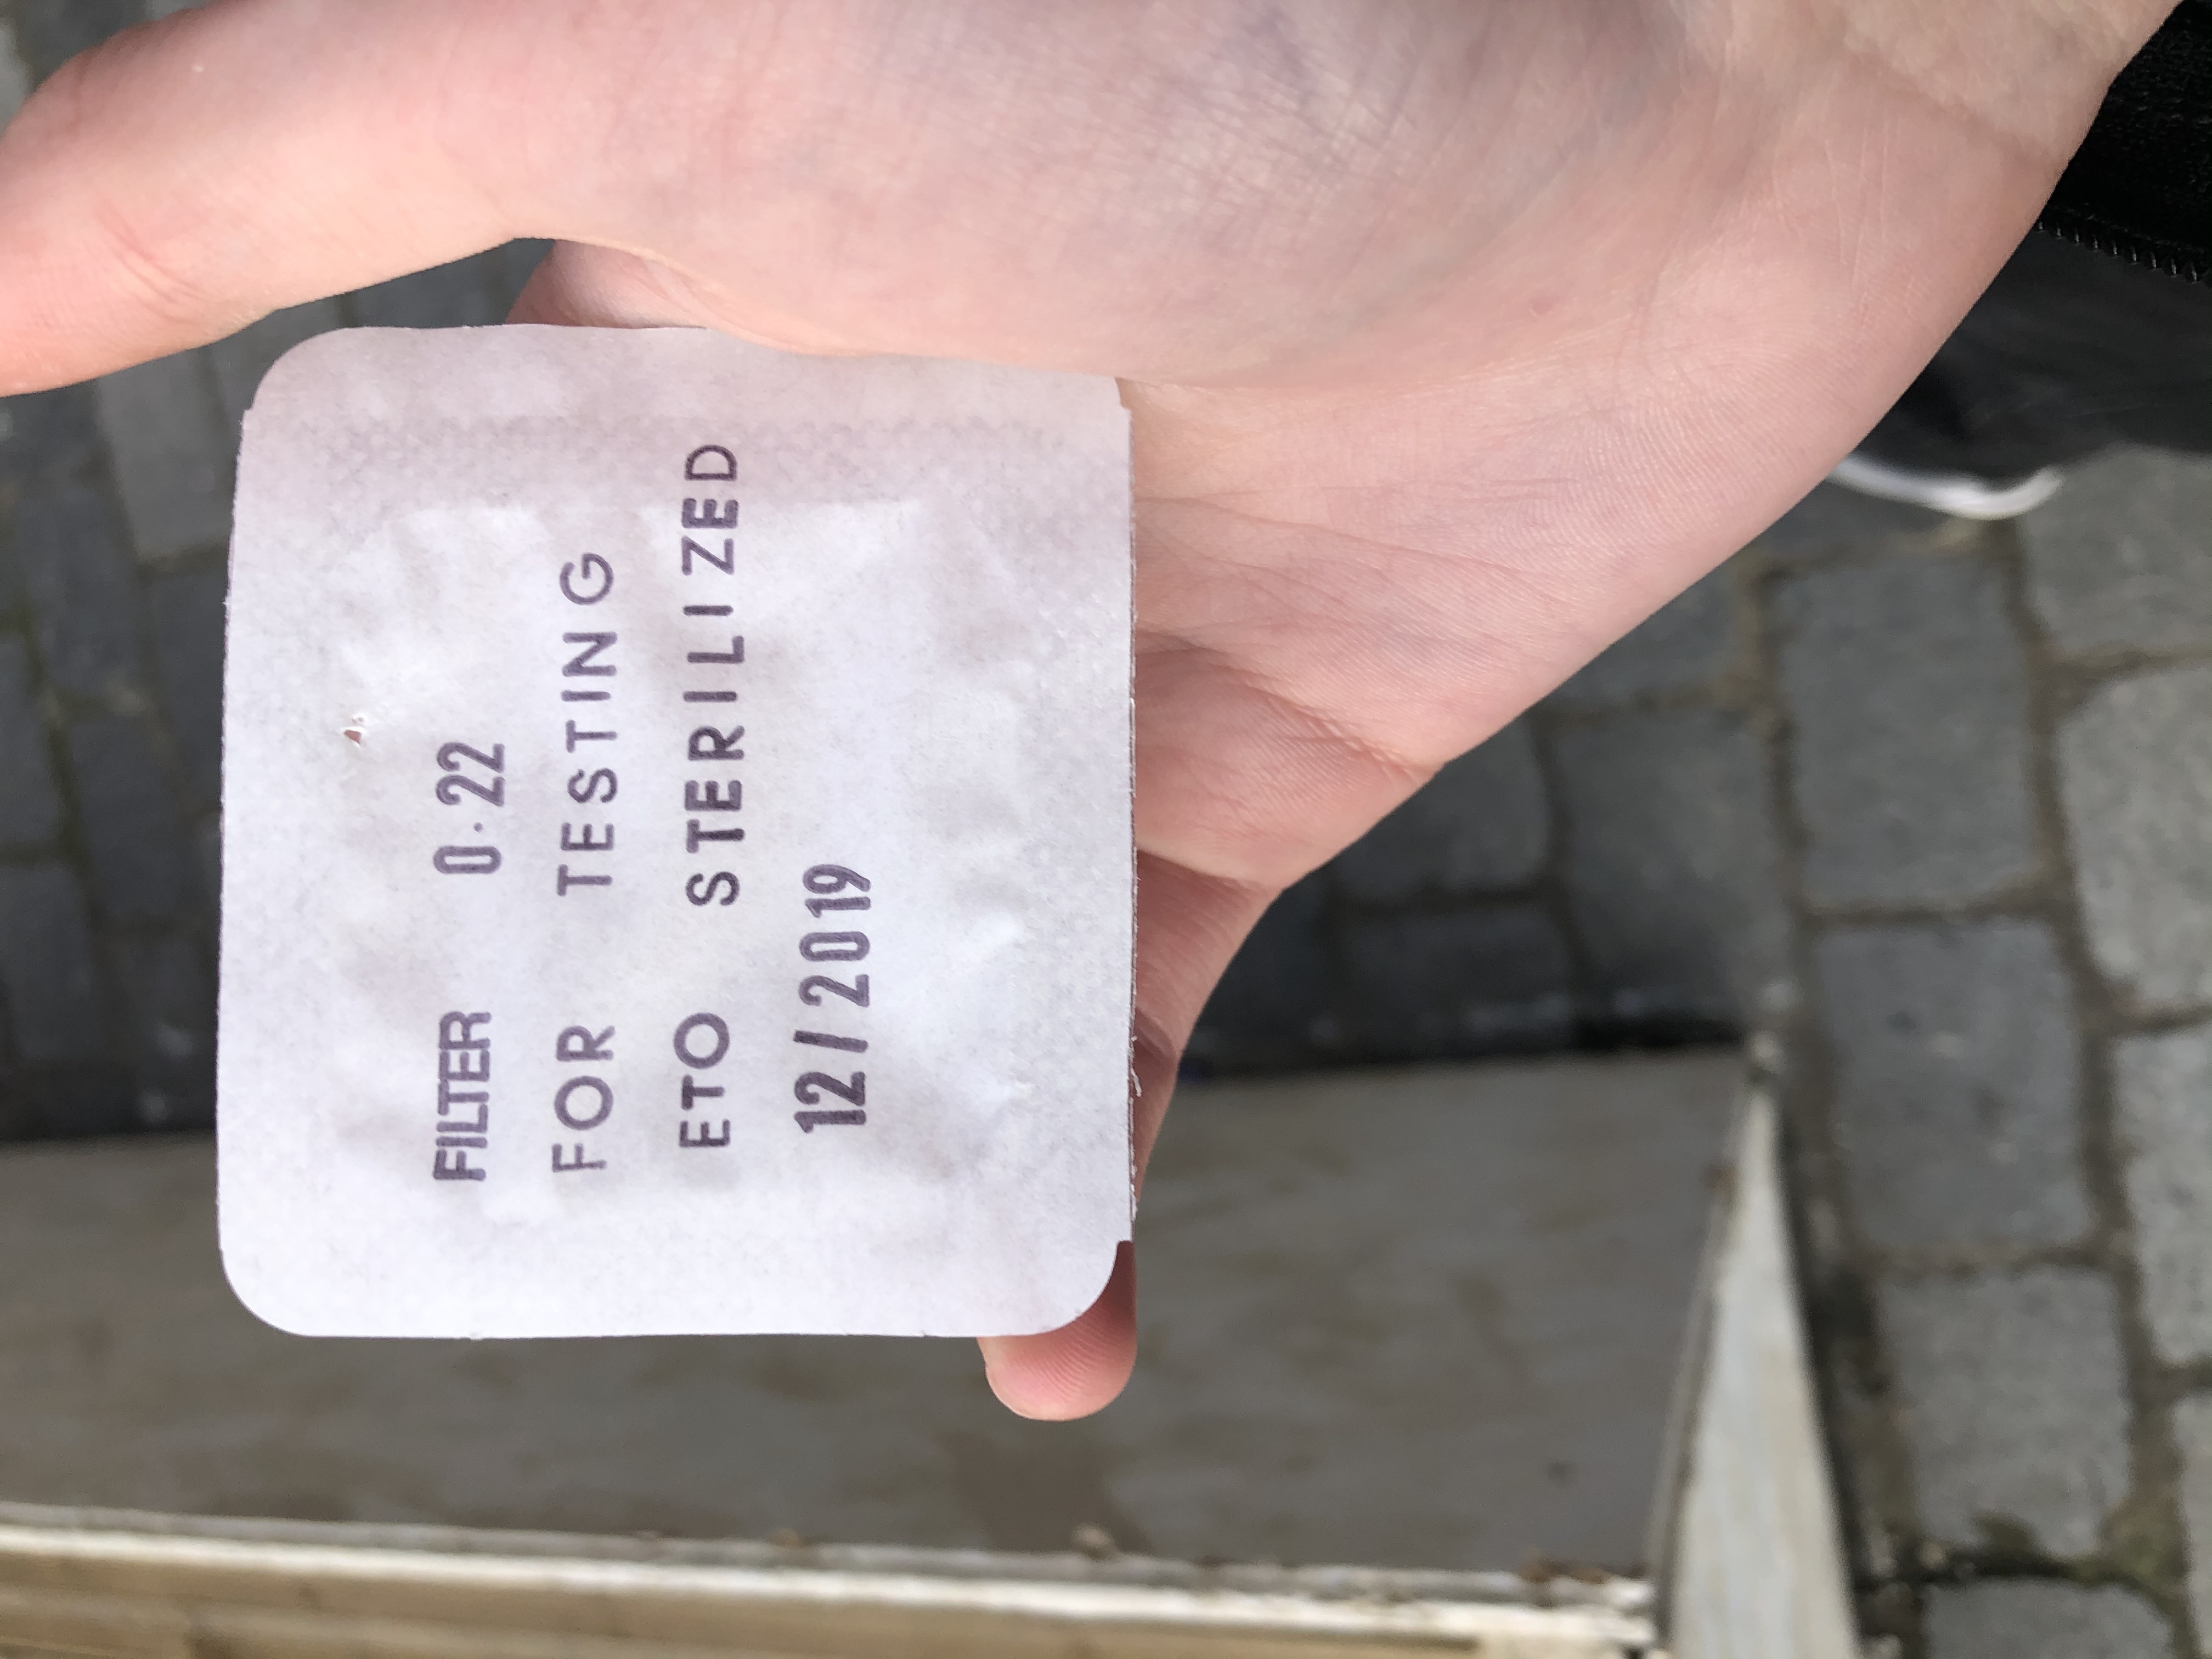 FILTER 0.22
FOR TESTING
ETO STERILIZED
12/2019